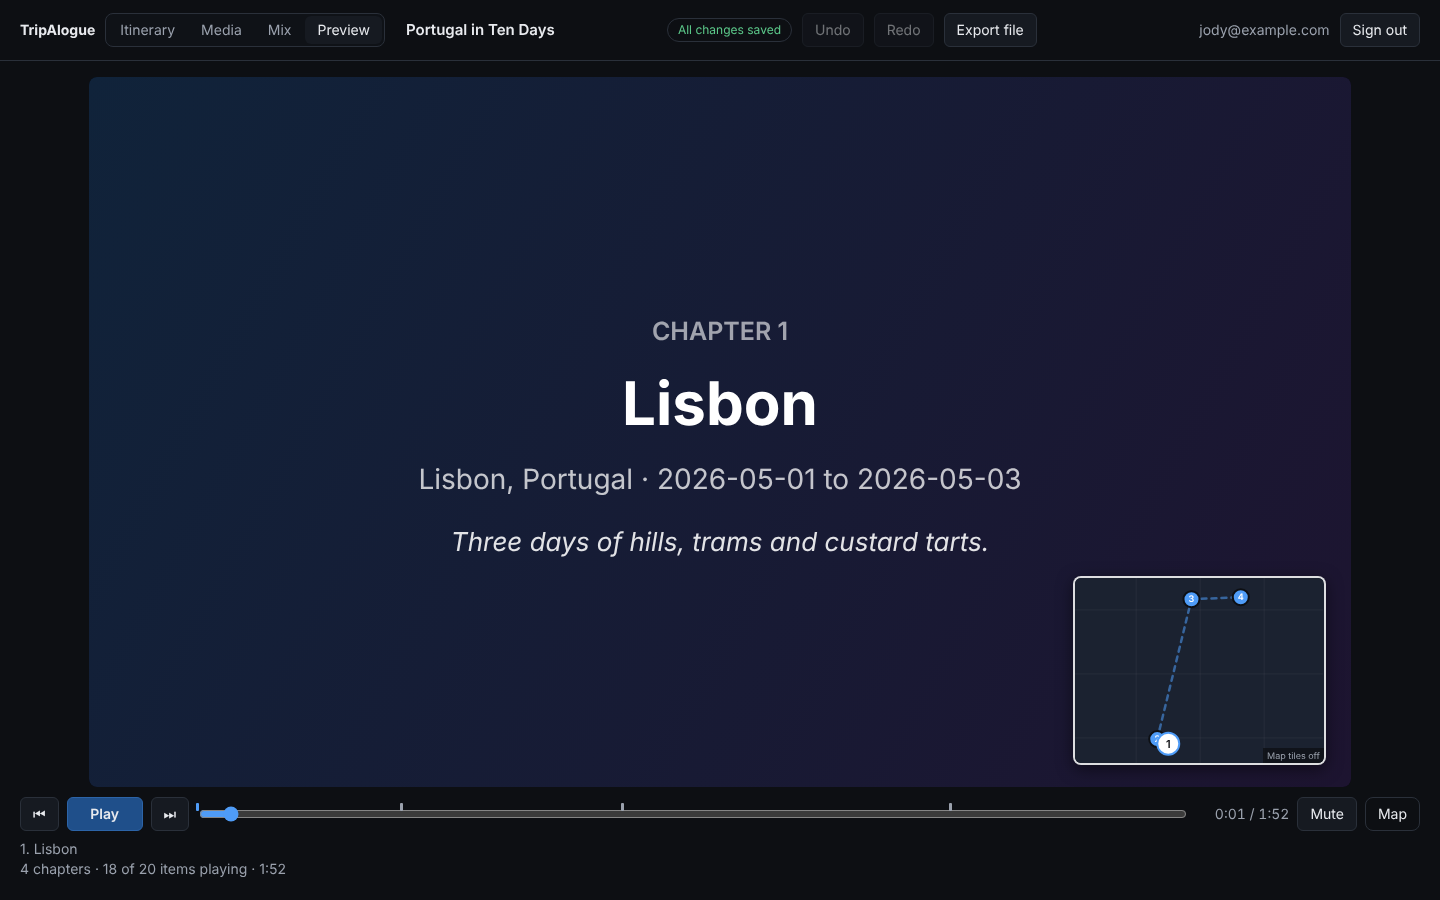 TripAlogue Itinerary Media Mix Preview Portugal in Ten Days All changes saved Undo Redo Export file jody@example.com Sign out
CHAPTER 1
Lisbon
Lisbon, Portugal · 2026-05-01 to 2026-05-03
Three days of hills, trams and custard tarts.
3 4
1
Map tiles off
Play 0:01 / 1:52 Mute Map
1. Lisbon
4 chapters · 18 of 20 items playing · 1:52